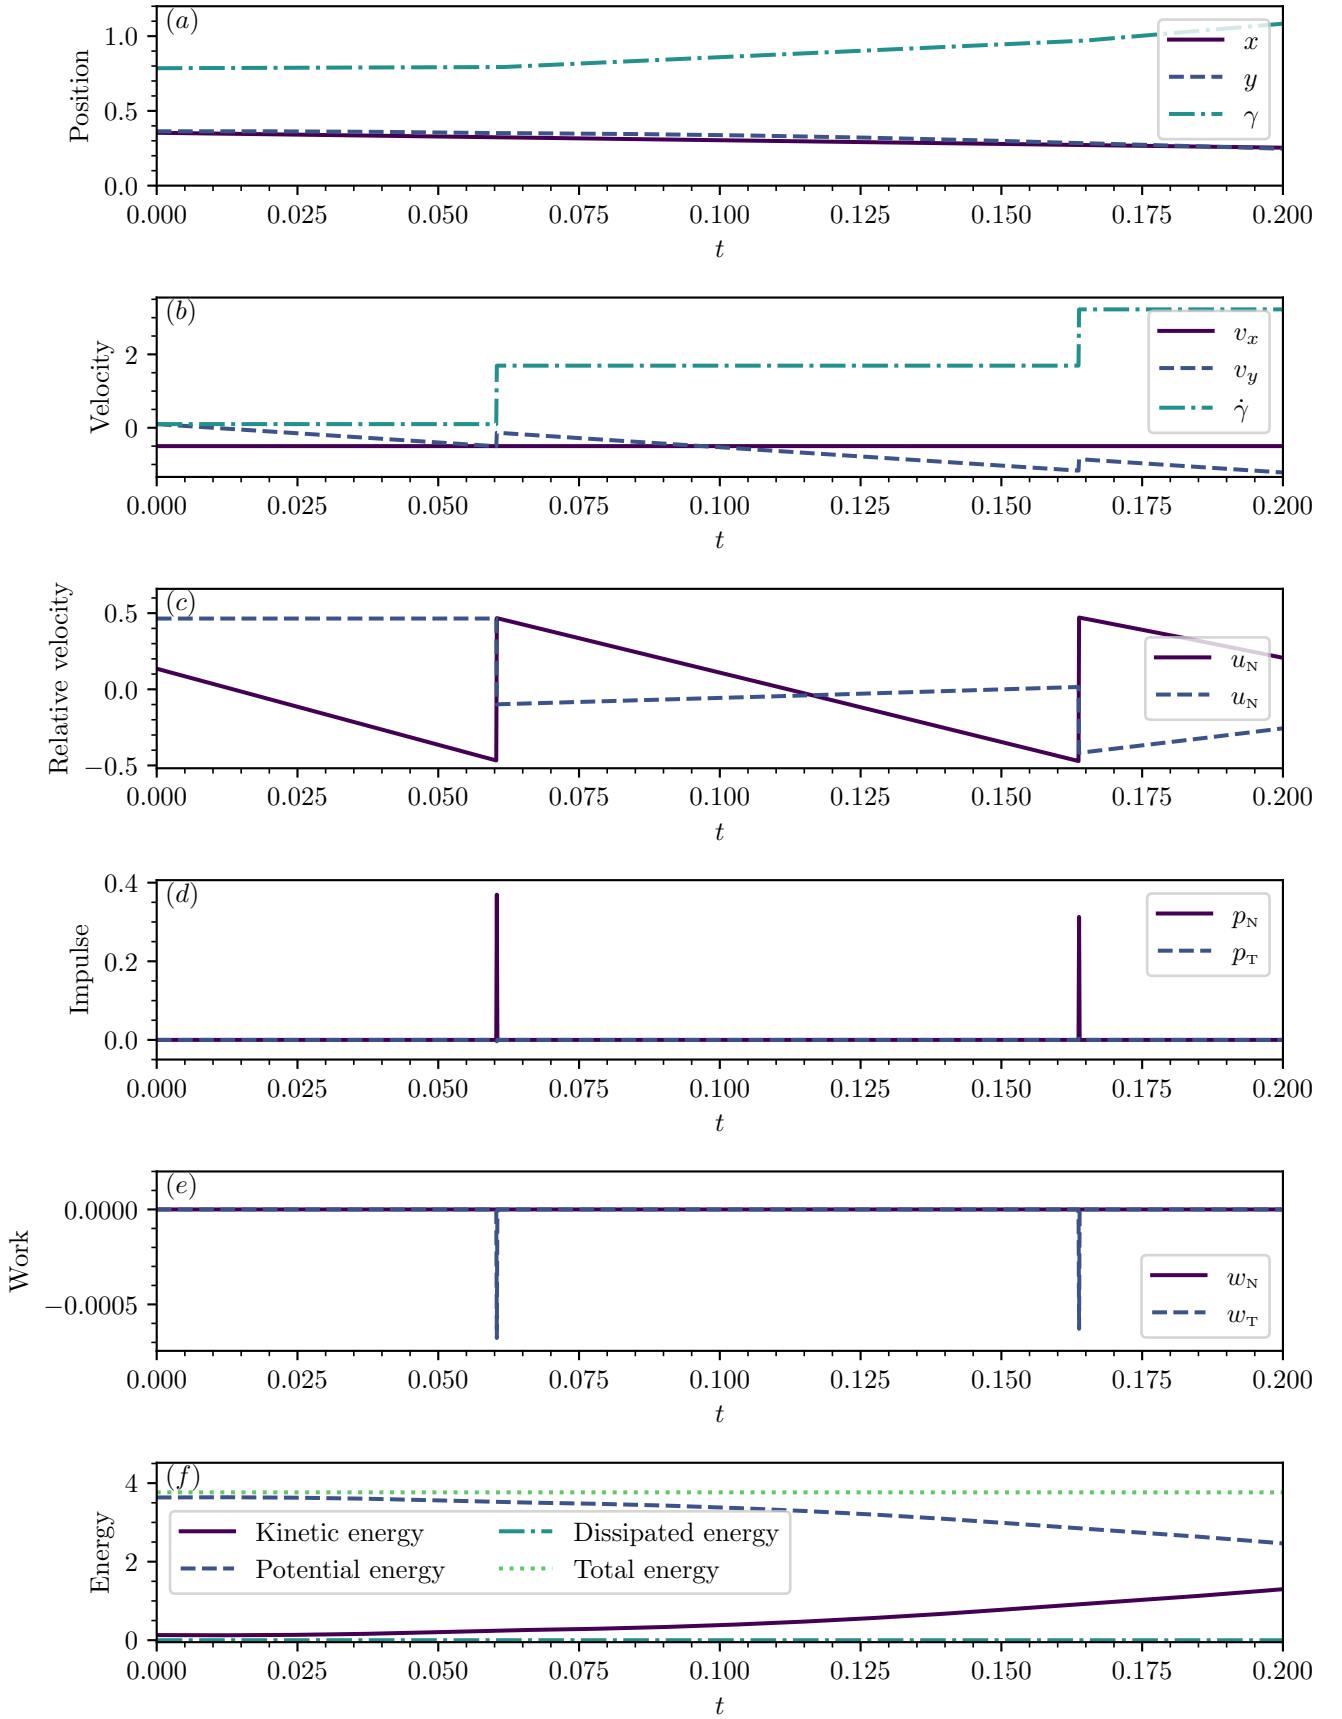 (a)
Position
1.0
0.5
0.0
x
y
γ
0.000 0.025 0.050 0.075 0.100 0.125 0.150 0.175 0.200
t
(b)
Velocity
2
0
v_x
v_y
γ̇
0.000 0.025 0.050 0.075 0.100 0.125 0.150 0.175 0.200
t
(c)
Relative velocity
0.5
0.0
−0.5
u_N
u_N
0.000 0.025 0.050 0.075 0.100 0.125 0.150 0.175 0.200
t
(d)
Impulse
0.4
0.2
0.0
p_N
p_T
0.000 0.025 0.050 0.075 0.100 0.125 0.150 0.175 0.200
t
(e)
Work
0.0000
−0.0005
w_N
w_T
0.000 0.025 0.050 0.075 0.100 0.125 0.150 0.175 0.200
t
(f)
Energy
4
2
0
Kinetic energy
Potential energy
Dissipated energy
Total energy
0.000 0.025 0.050 0.075 0.100 0.125 0.150 0.175 0.200
t